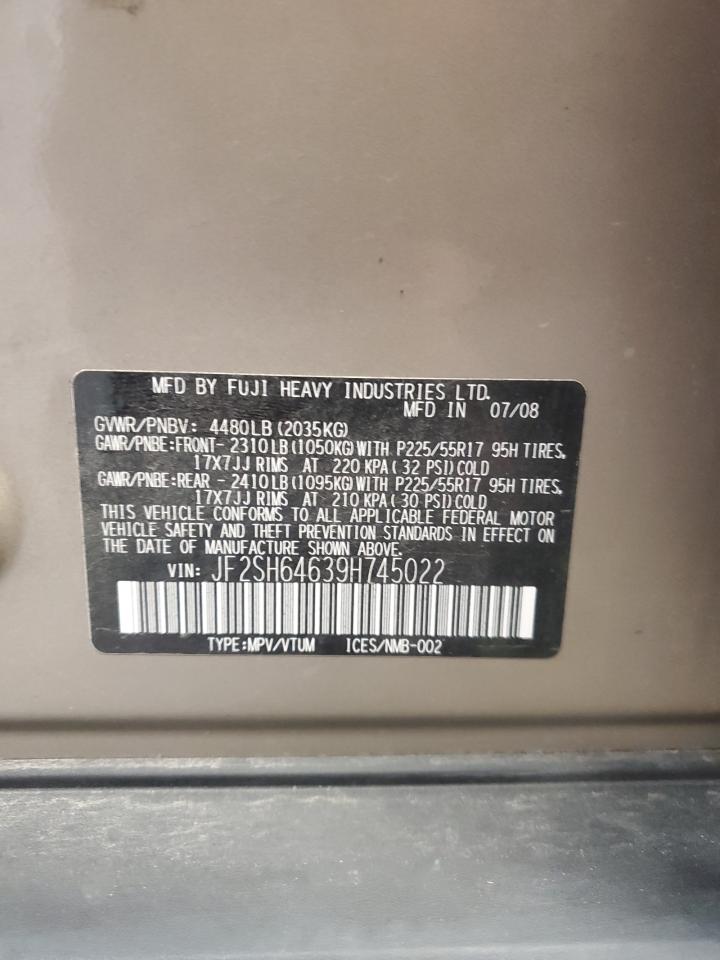 MFD BY FUJI HEAVY INDUSTRIES LTD.
MFD IN 07/08
GVWR/PNBV: 4480LB (2035KG)
GAWR/PNBE:FRONT- 2310LB (1050KG) WITH P225/55R17 95H TIRES,
17X7JJ RIMS AT 220 KPA ( 32 PSI) COLD
GAWR/PNBE:REAR - 2410LB (1095KG) WITH P225/55R17 95H TIRES,
17X7JJ RIMS AT 210 KPA ( 30 PSI) COLD
THIS VEHICLE CONFORMS TO ALL APPLICABLE FEDERAL MOTOR
VEHICLE SAFETY AND THEFT PREVENTION STANDARDS IN EFFECT ON
THE DATE OF MANUFACTURE SHOWN ABOVE.
VIN: JF2SH64639H745022
TYPE:MPV/VTUM ICES/NMB-002